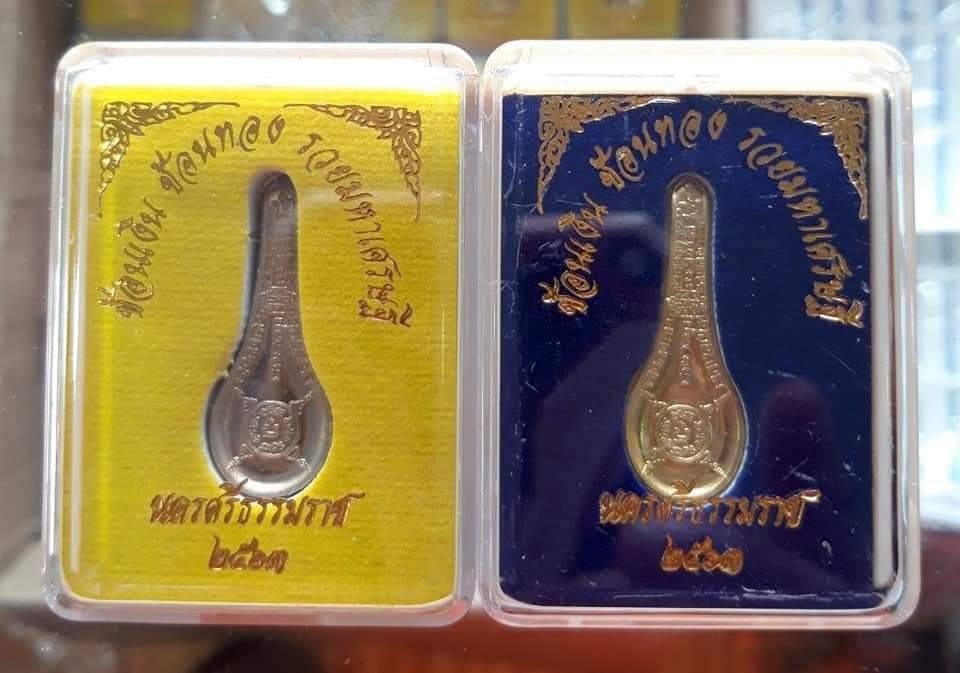 ช้อนเงิน ช้อนทอง รวยมหาเศรษฐี
นครศรีธรรมราช
๒๕๖๓
ช้อนเงิน ช้อนทอง รวยมหาเศรษฐี
นครศรีธรรมราช
๒๕๖๓